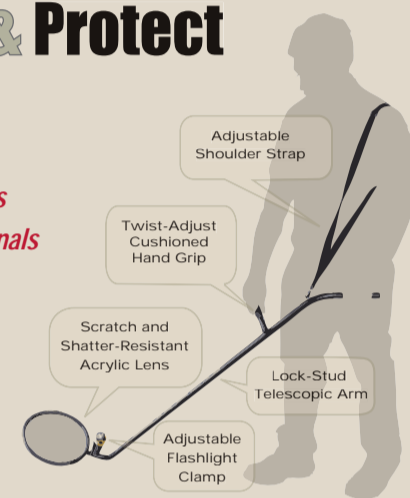 & Protect
Adjustable
Shoulder Strap
Twist-Adjust
Cushioned
Hand Grip
Scratch and
Shatter-Resistant
Acrylic Lens
Lock-Stud
Telescopic Arm
Adjustable
Flashlight
Clamp